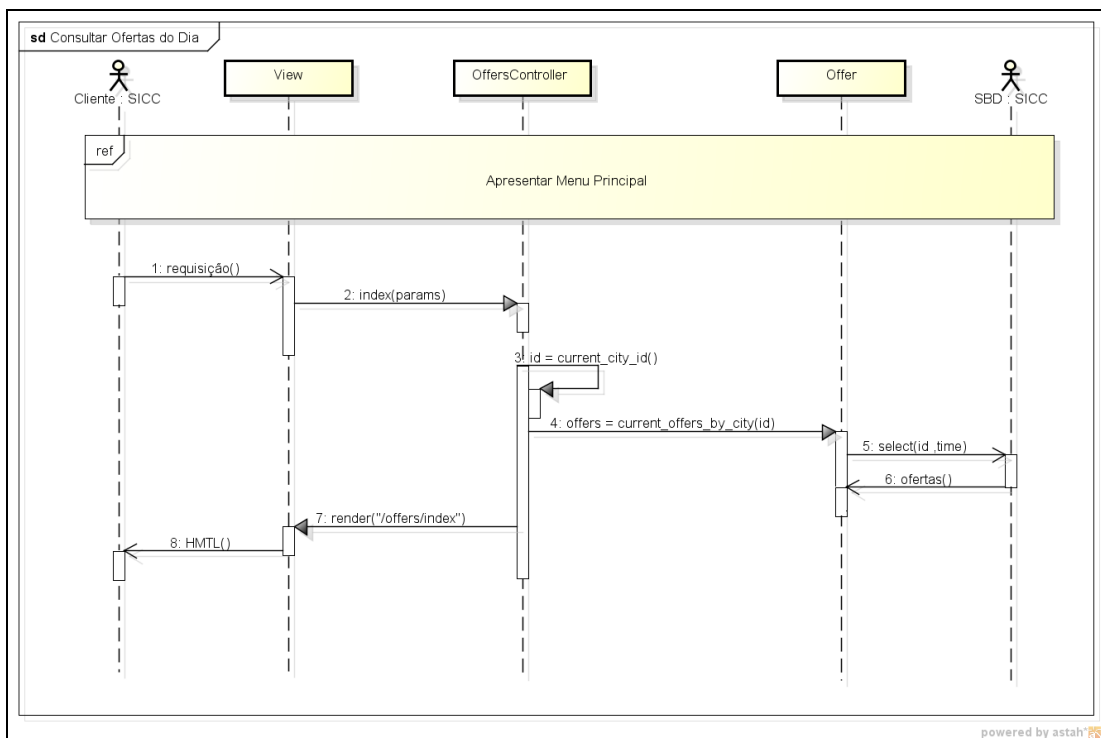 sd Consultar Ofertas do Dia
Cliente : SICC
View
OffersController
Offer
SBD : SICC
ref
Apresentar Menu Principal
1: requisição()
2: index(params)
3: id = current_city_id()
4: offers = current_offers_by_city(id)
5: select(id ,time)
6: ofertas()
7: render("/offers/index")
8: HMTL()
powered by astah*